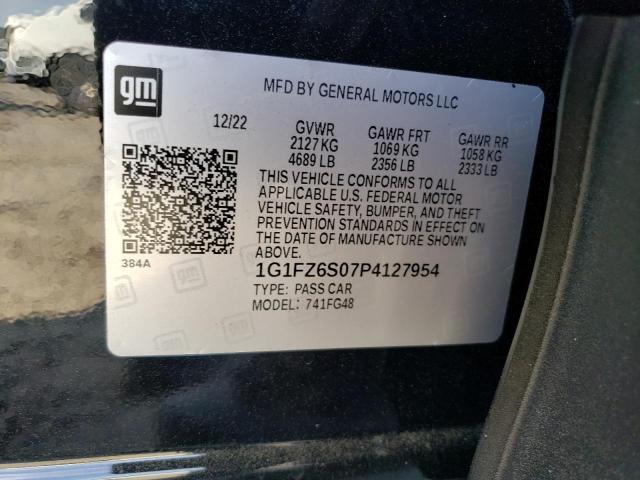 gm
MFD BY GENERAL MOTORS LLC
12/22 GVWR GAWR FRT GAWR RR
2127 KG 1069 KG 1058 KG
4689 LB 2356 LB 2333 LB
THIS VEHICLE CONFORMS TO ALL
APPLICABLE U.S. FEDERAL MOTOR
VEHICLE SAFETY, BUMPER, AND THEFT
PREVENTION STANDARDS IN EFFECT ON
THE DATE OF MANUFACTURE SHOWN
ABOVE.
384A
1G1FZ6S07P4127954
TYPE: PASS CAR
MODEL: 741FG48